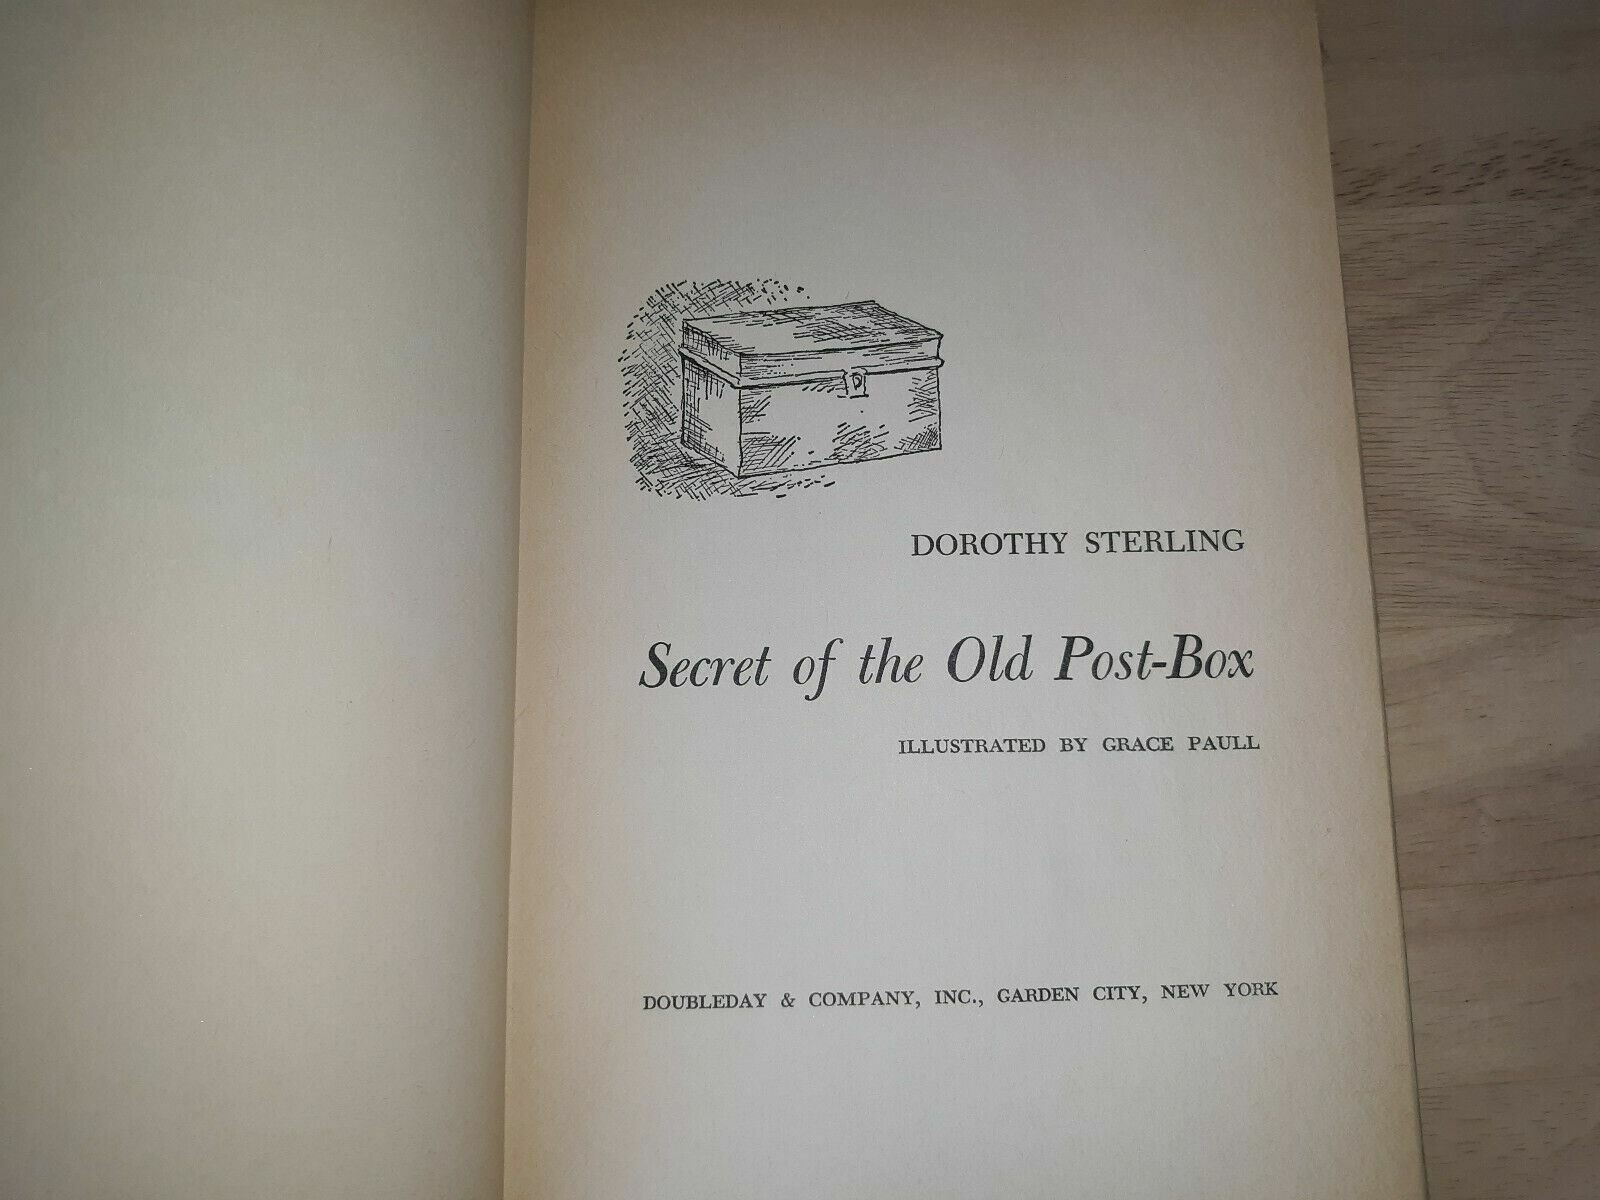 DOROTHY STERLING
Secret of the Old Post-Box
ILLUSTRATED BY GRACE PAULL
DOUBLEDAY & COMPANY, INC., GARDEN CITY, NEW YORK